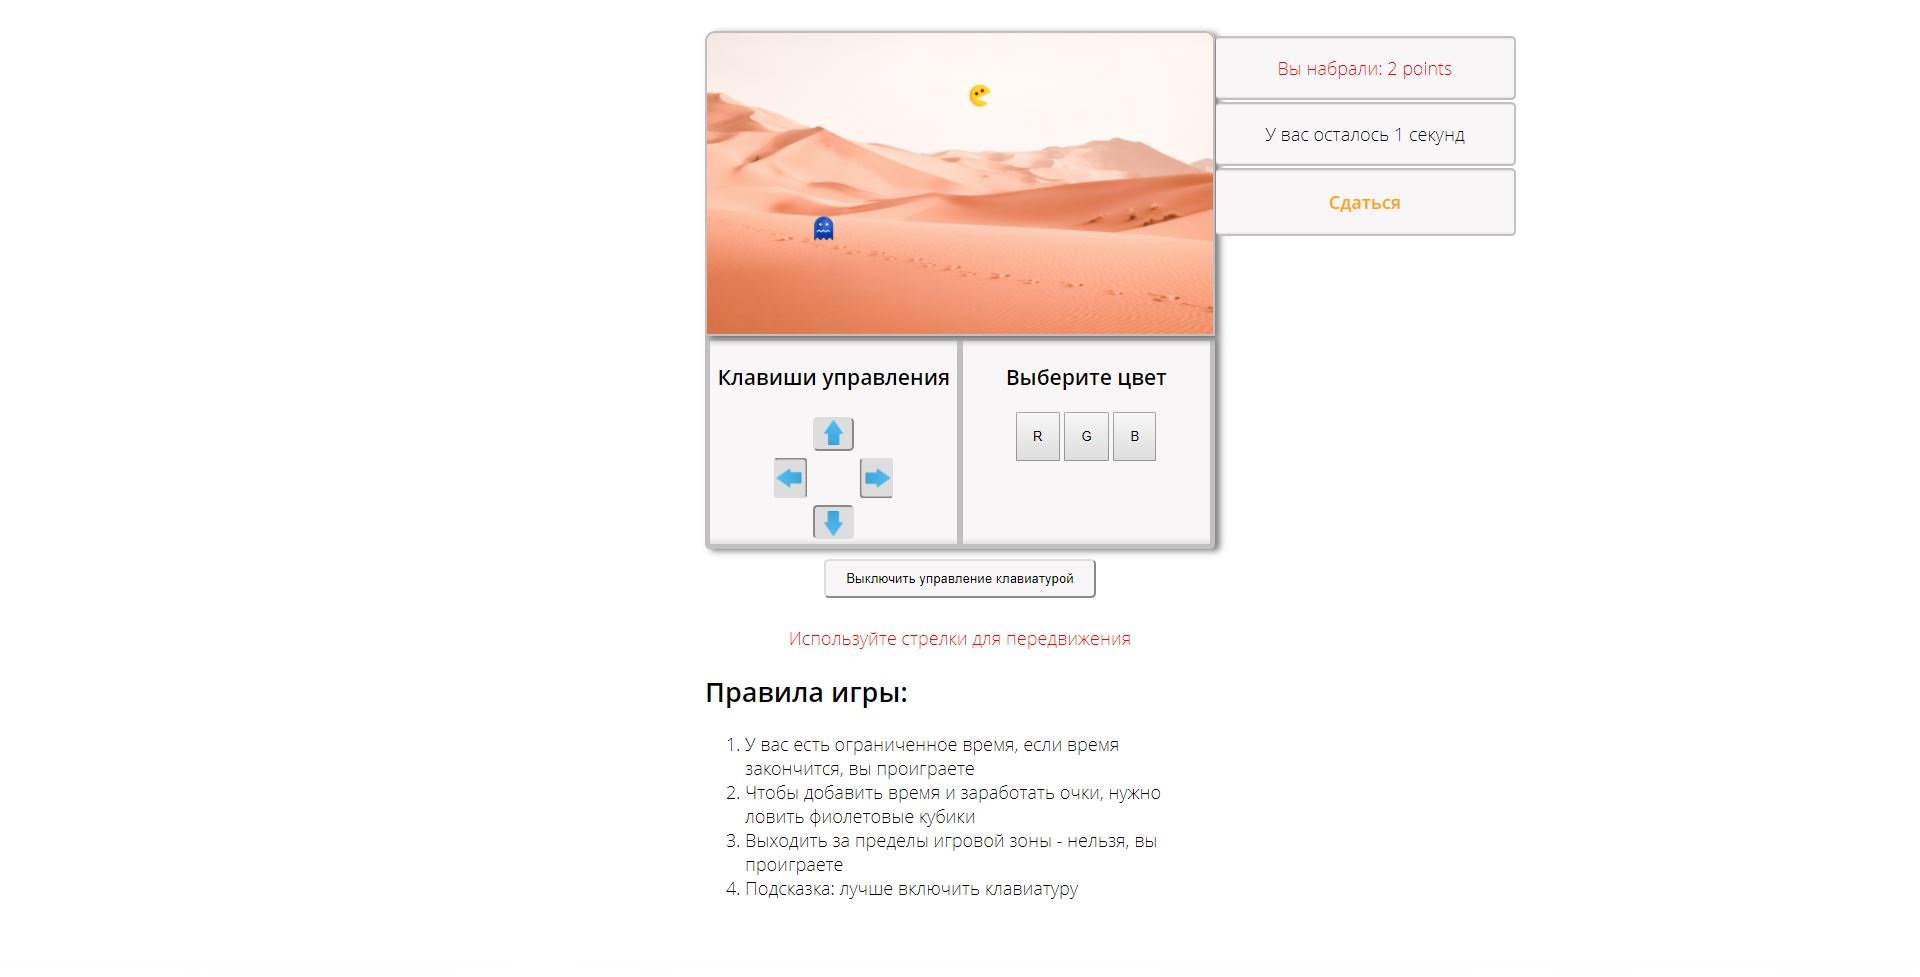 Вы набрали: 2 points
У вас осталось 1 секунд
Сдаться
Клавиши управления
Выберите цвет
R G B
Выключить управление клавиатурой
Используйте стрелки для передвижения
Правила игры:
1. У вас есть ограниченное время, если время
закончится, вы проиграете
2. Чтобы добавить время и заработать очки, нужно
ловить фиолетовые кубики
3. Выходить за пределы игровой зоны - нельзя, вы
проиграете
4. Подсказка: лучше включить клавиатуру